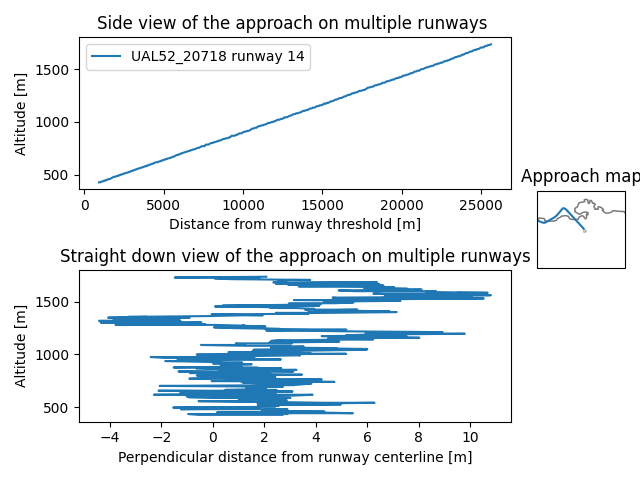 Side view of the approach on multiple runways
UAL52_20718 runway 14
Altitude [m]
1500
1000
500
0 5000 10000 15000 20000 25000
Distance from runway threshold [m]
Approach map
Straight down view of the approach on multiple runways
Altitude [m]
1500
1000
500
−4 −2 0 2 4 6 8 10
Perpendicular distance from runway centerline [m]